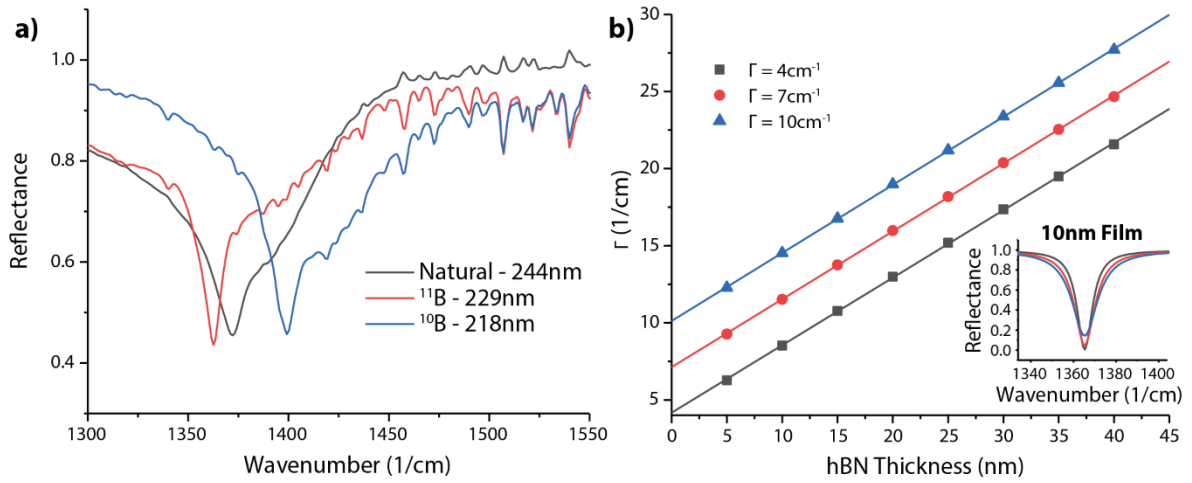 a)
1.0
0.8
0.6
0.4
Reflectance
Natural - 244nm
¹¹B - 229nm
¹⁰B - 218nm
1300
1350
1400
1450
1500
1550
Wavenumber (1/cm)
b)
30
25
20
15
10
5
Γ (1/cm)
Γ = 4cm⁻¹
Γ = 7cm⁻¹
Γ = 10cm⁻¹
10nm Film
1.0
0.8
0.6
0.4
0.2
0.0
Reflectance
1340
1360
1380
1400
Wavenumber (1/cm)
0
5
10
15
20
25
30
35
40
45
hBN Thickness (nm)